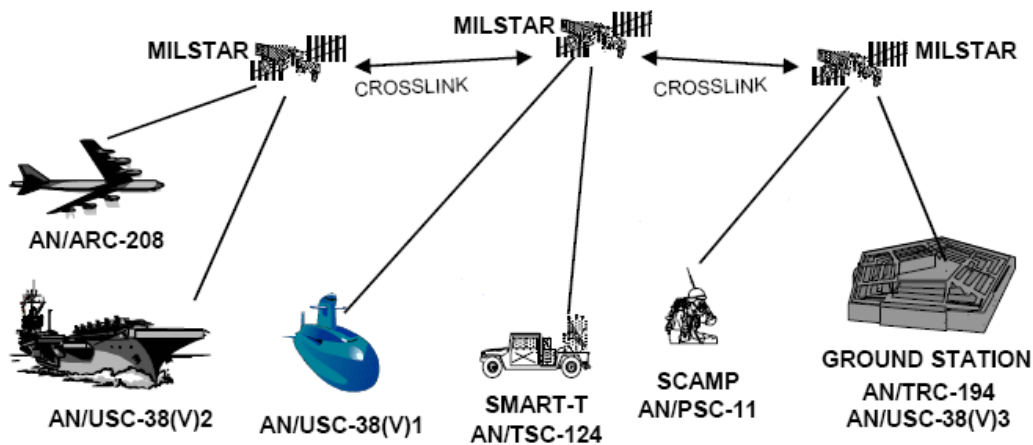 MILSTAR
MILSTAR
MILSTAR
CROSSLINK
CROSSLINK
AN/ARC-208
AN/USC-38(V)2
AN/USC-38(V)1
SMART-T
AN/TSC-124
SCAMP
AN/PSC-11
GROUND STATION
AN/TRC-194
AN/USC-38(V)3